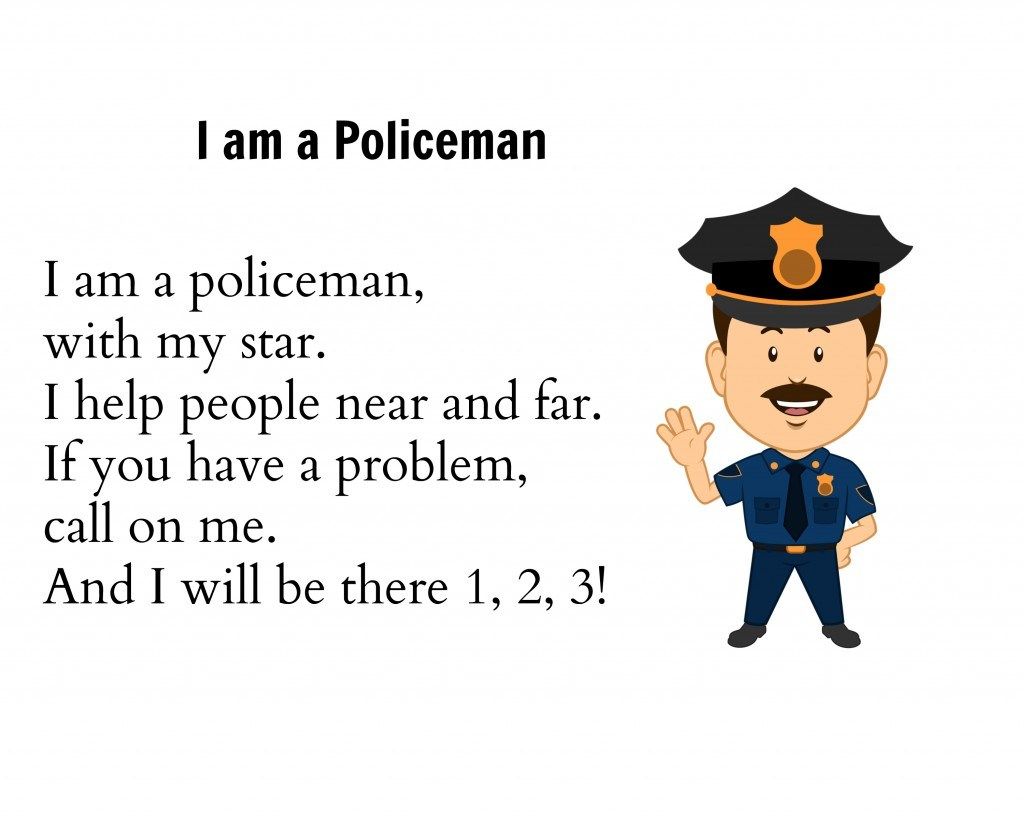 I am a Policeman
I am a policeman,
with my star.
I help people near and far.
If you have a problem,
call on me.
And I will be there 1, 2, 3!